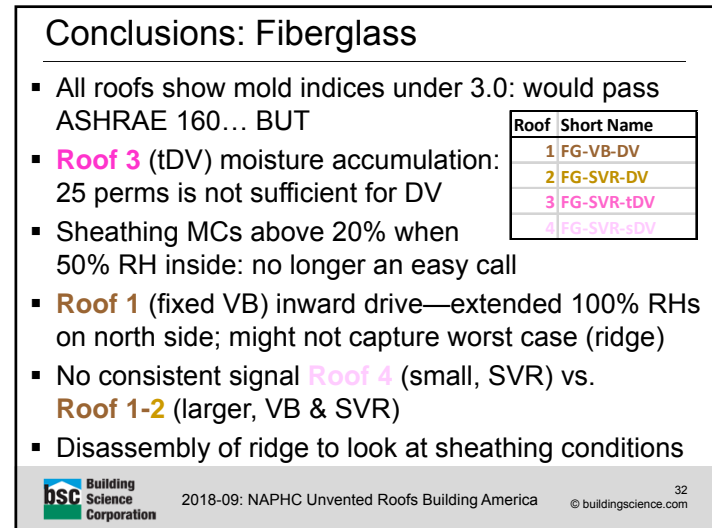 Conclusions: Fiberglass
▪ All roofs show mold indices under 3.0: would pass
ASHRAE 160… BUT
▪ Roof 3 (tDV) moisture accumulation:
25 perms is not sufficient for DV
Roof Short Name
1 FG-VB-DV
2 FG-SVR-DV
3 FG-SVR-tDV
4 FG-SVR-sDV
▪ Sheathing MCs above 20% when
50% RH inside: no longer an easy call
▪ Roof 1 (fixed VB) inward drive—extended 100% RHs
on north side; might not capture worst case (ridge)
▪ No consistent signal Roof 4 (small, SVR) vs.
Roof 1-2 (larger, VB & SVR)
▪ Disassembly of ridge to look at sheathing conditions
bsc Building
Science
Corporation
2018-09: NAPHC Unvented Roofs Building America
32
© buildingscience.com